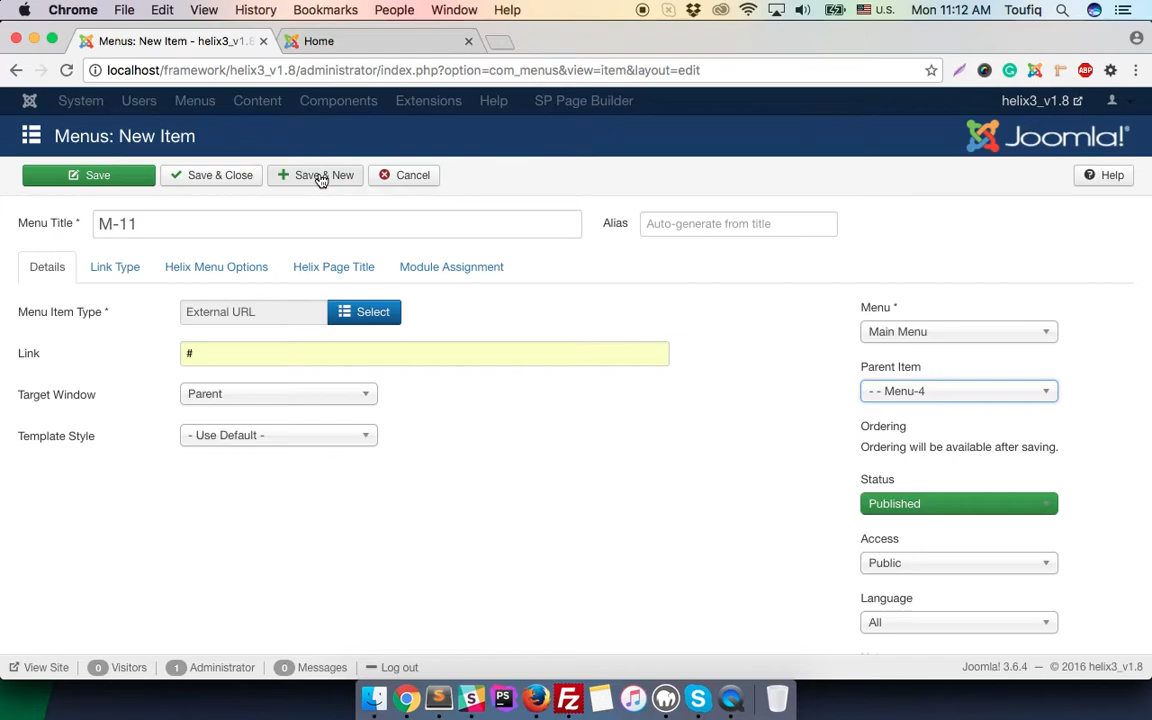 Chrome File Edit View History Bookmarks People Window Help U.S. Mon 11:12 AM Toufiq
Menus: New Item - helix3_v1.8 Home
localhost/framework/helix3_v1.8/administrator/index.php?option=com_menus&view=item&layout=edit ABP
System Users Menus Content Components Extensions Help SP Page Builder helix3_v1.8
Menus: New Item Joomla!
Save Save & Close Save & New Cancel Help
Menu Title * M-11 Alias Auto-generate from title
Details Link Type Helix Menu Options Helix Page Title Module Assignment
Menu Item Type * External URL Select Menu *
Main Menu
Link # Parent Item
Target Window Parent - - Menu-4
Template Style - Use Default - Ordering
Ordering will be available after saving.
Status
Published
Access
Public
Language
All
View Site 0 Visitors 1 Administrator 0 Messages Log out Joomla! 3.6.4 — © 2016 helix3_v1.8